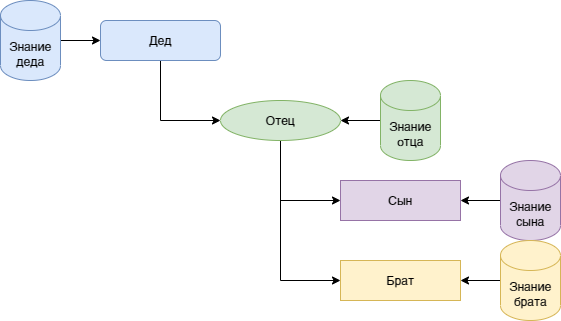 Знание
деда
Дед
Отец
Знание
отца
Сын
Знание
сына
Брат
Знание
брата